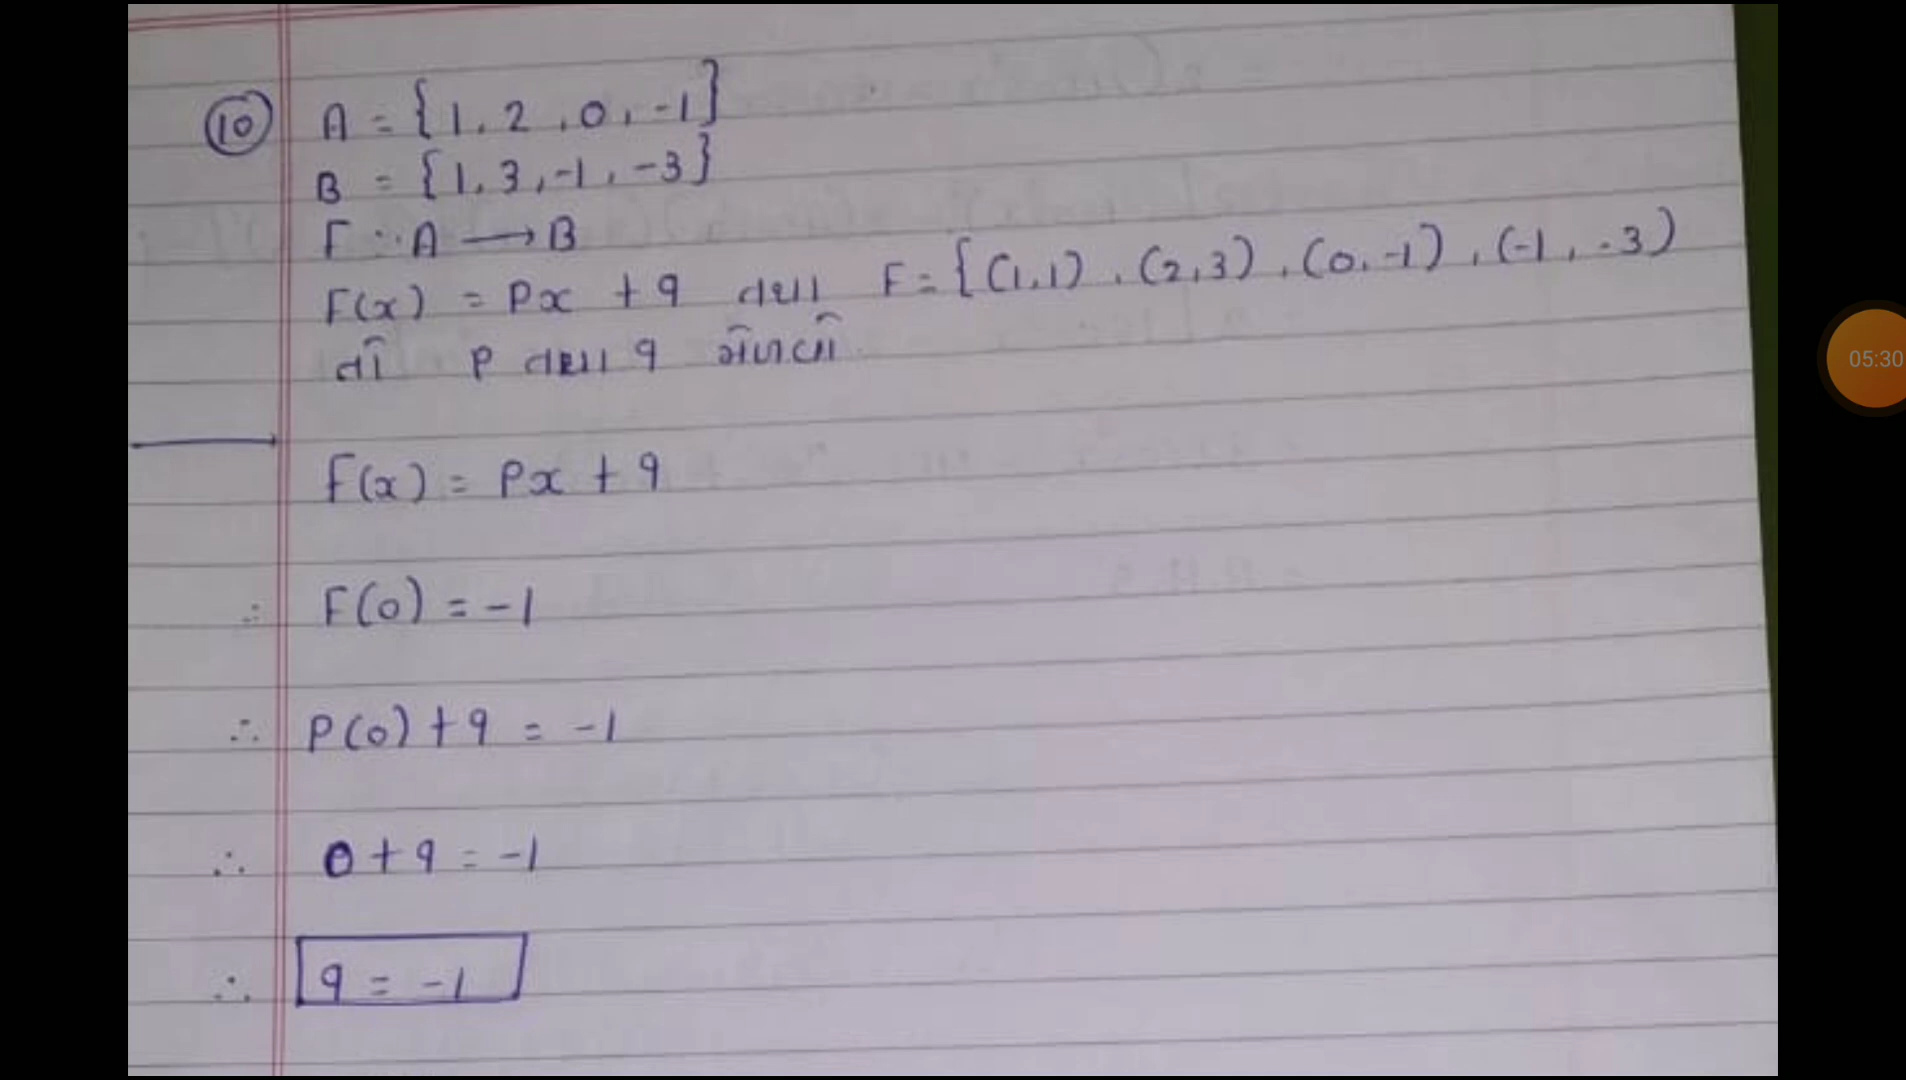 10 A = {1, 2, 0, -1}
B = {1, 3, -1, -3}
F : A → B
F(x) = Px + q તથા F = {(1,1), (2,3), (0,-1), (-1,-3)
તો P તથા q મેળવો
F(x) = Px + q
∴ F(0) = -1
∴ P(0) + q = -1
∴ 0 + q = -1
∴ q = -1
05:30